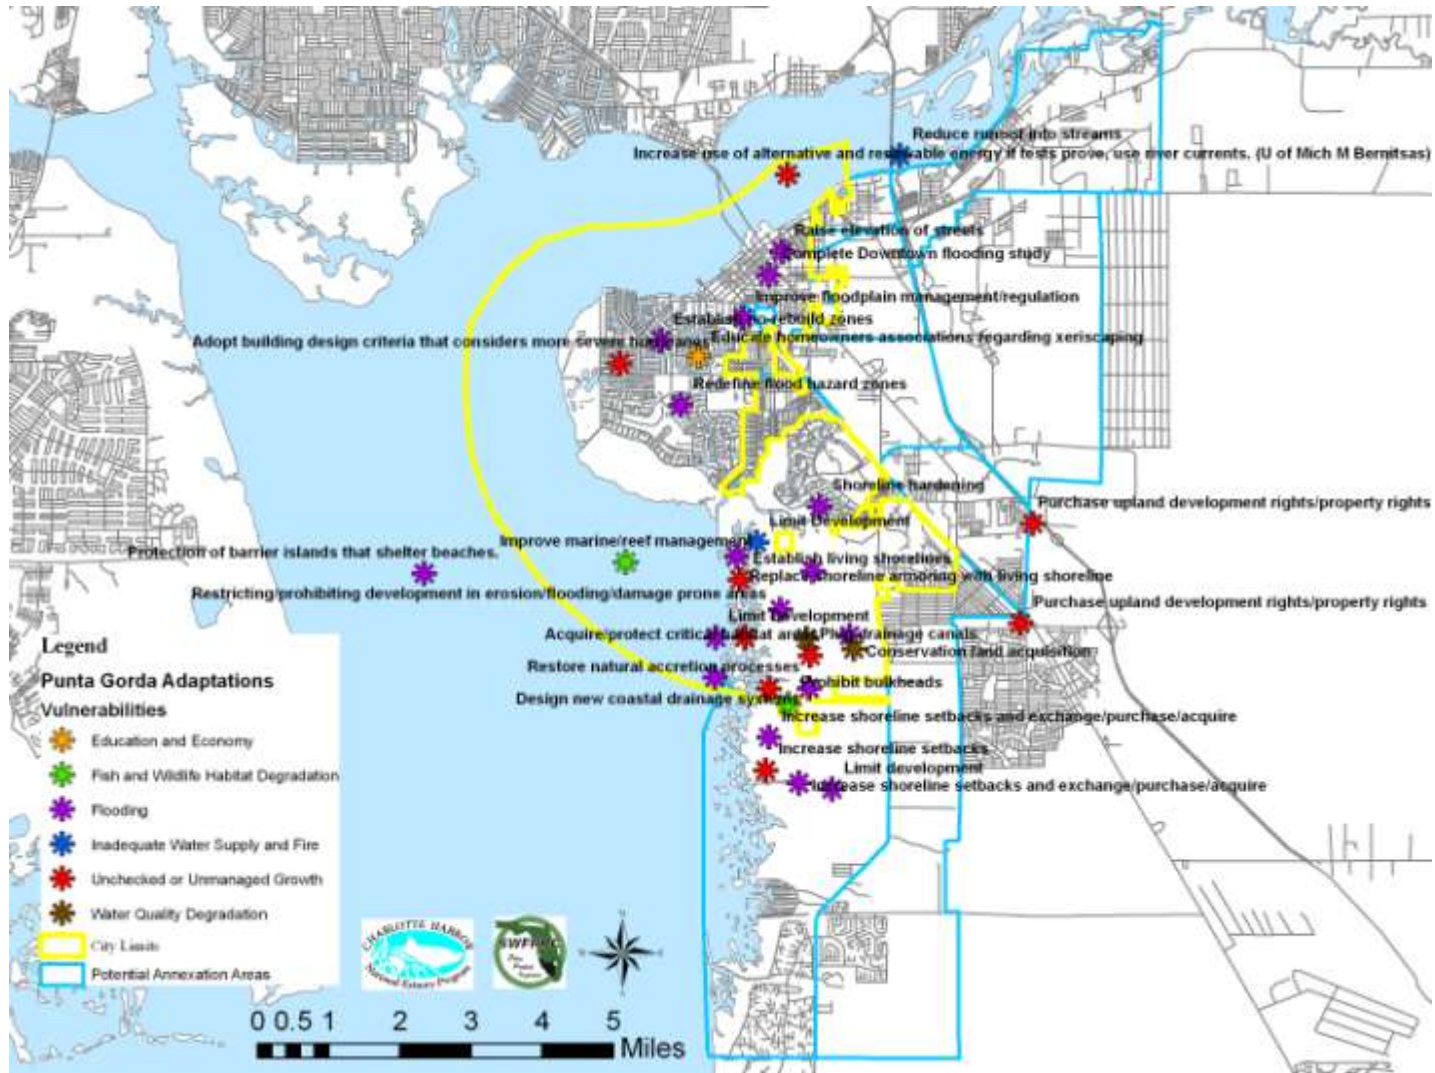 Reduce runoff into streams
Increase use of alternative and renewable energy if tests prove, use river currents. (U of Mich M Bernitsas)
Raise elevation of streets
Complete Downtown flooding study
Improve floodplain management/regulation
Establish no-rebuild zones
Educate homeowners associations regarding xeriscaping
Adopt building design criteria that considers more severe hurricanes
Redefine flood hazard zones
Shoreline hardening
Purchase upland development rights/property rights
Limit Development
Improve marine/reef management
Protection of barrier islands that shelter beaches.
Establish living shorelines
Replace shoreline armoring with living shoreline
Restricting/prohibiting development in erosion/flooding/damage prone areas
Purchase upland development rights/property rights
Limit Development
Acquire/protect critical habitat areas
Plug drainage canals
Conservation land acquisition
Restore natural accretion processes
Prohibit bulkheads
Design new coastal drainage systems
Increase shoreline setbacks and exchange/purchase/acquire
Increase shoreline setbacks
Limit development
Increase shoreline setbacks and exchange/purchase/acquire
Legend
Punta Gorda Adaptations
Vulnerabilities
Education and Economy
Fish and Wildlife Habitat Degradation
Flooding
Inadequate Water Supply and Fire
Unchecked or Unmanaged Growth
Water Quality Degradation
City Limits
Potential Annexation Areas
CHARLOTTE HARBOR
National Estuary Program
SWFRPC
N
0 0.5 1 2 3 4 5
Miles